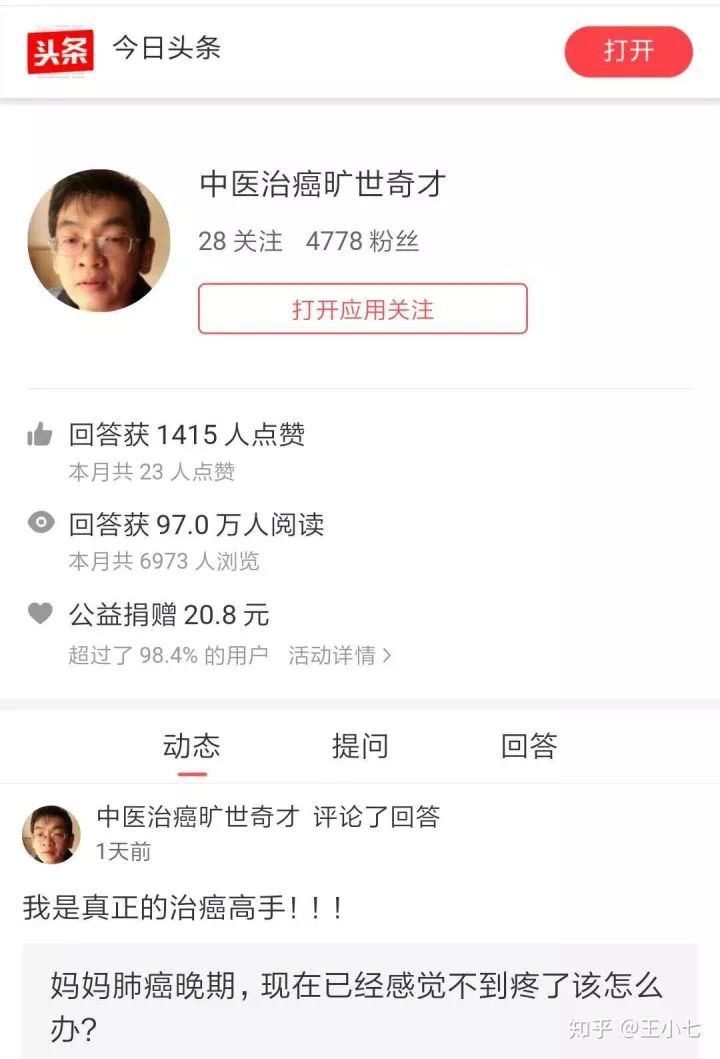 头条
今日头条
打开
中医治癌旷世奇才
28 关注 4778 粉丝
打开应用关注
回答获 1415 人点赞
本月共 23 人点赞
回答获 97.0 万人阅读
本月共 6973 人浏览
公益捐赠 20.8 元
超过了 98.4% 的用户 活动详情
动态 提问 回答
中医治癌旷世奇才 评论了回答
1天前
我是真正的治癌高手！！！
妈妈肺癌晚期，现在已经感觉不到疼了该怎么
办？
知乎 @王小七